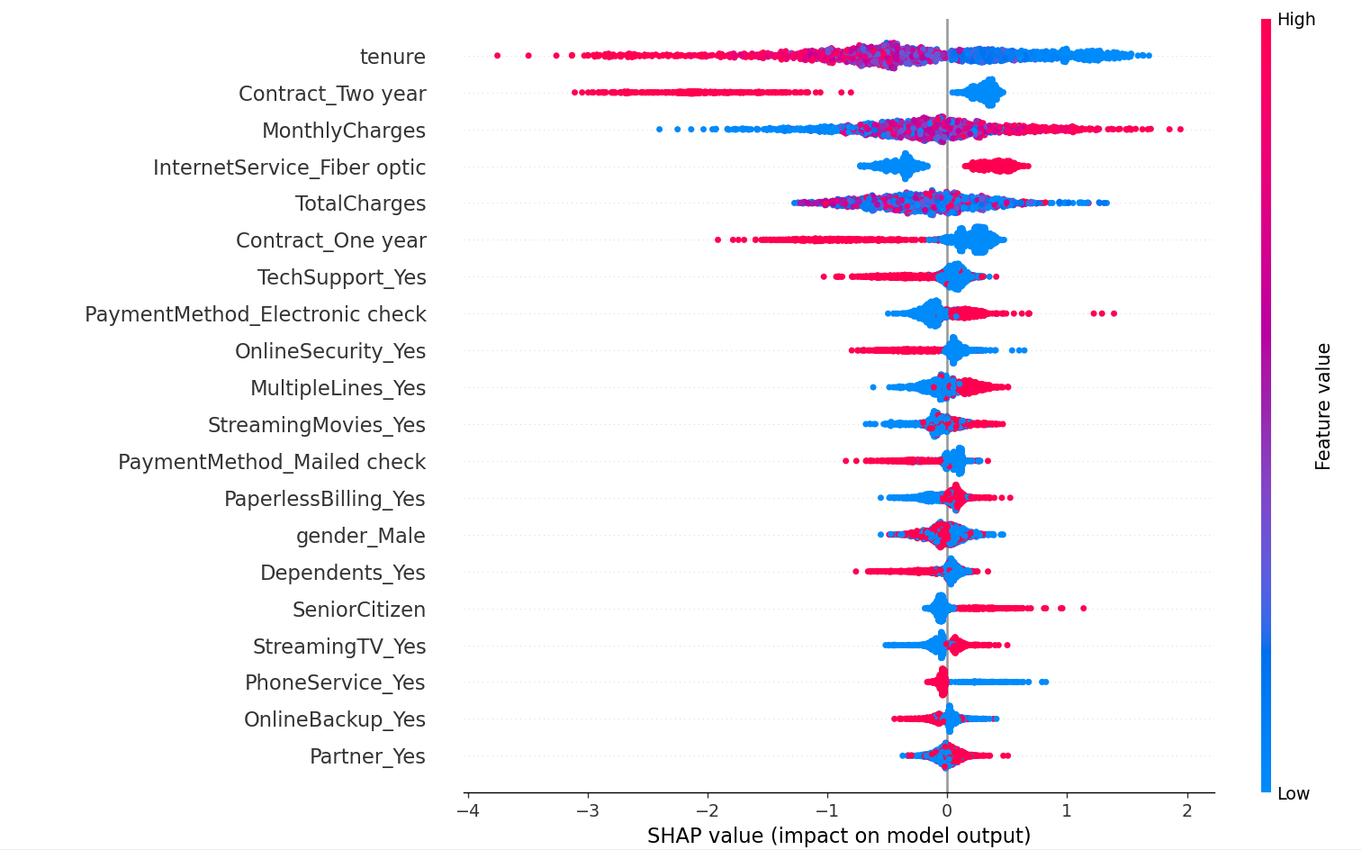 High
tenure
Contract_Two year
MonthlyCharges
InternetService_Fiber optic
TotalCharges
Contract_One year
TechSupport_Yes
PaymentMethod_Electronic check
OnlineSecurity_Yes
MultipleLines_Yes
StreamingMovies_Yes
PaymentMethod_Mailed check
PaperlessBilling_Yes
gender_Male
Dependents_Yes
SeniorCitizen
StreamingTV_Yes
PhoneService_Yes
OnlineBackup_Yes
Partner_Yes
Feature value
Low
−4 −3 −2 −1 0 1 2
SHAP value (impact on model output)